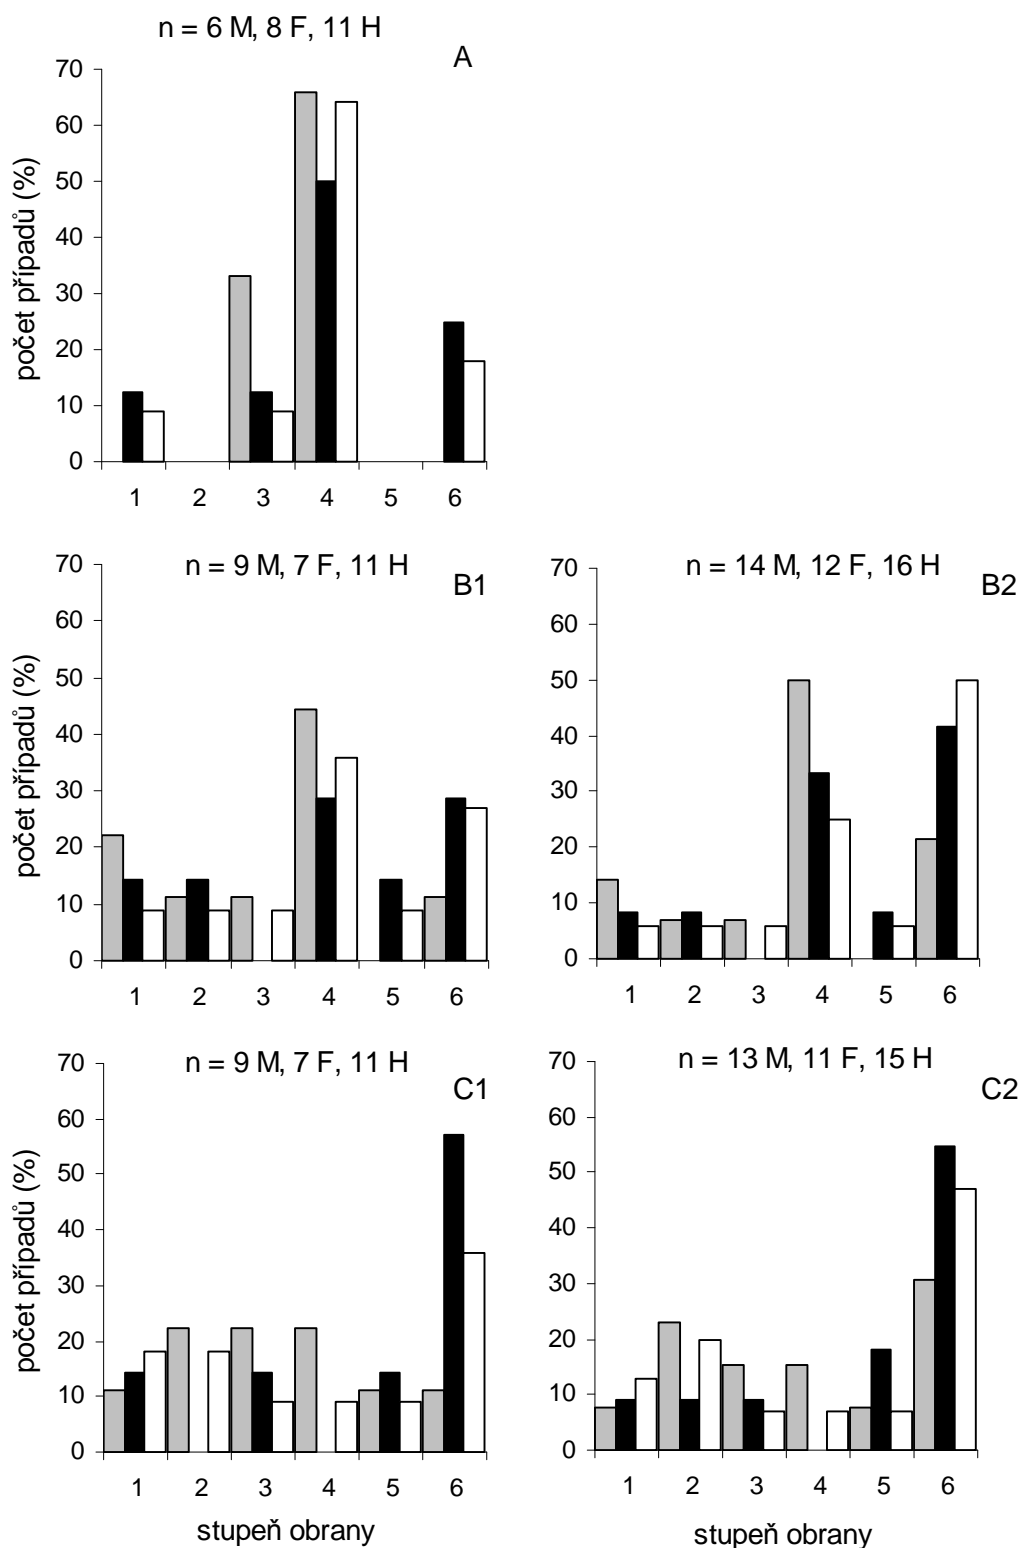 n = 6 M, 8 F, 11 H
A
počet případů (%)
70
60
50
40
30
20
10
0
1 2 3 4 5 6
n = 9 M, 7 F, 11 H
B1
počet případů (%)
70
60
50
40
30
20
10
0
1 2 3 4 5 6
n = 14 M, 12 F, 16 H
B2
70
60
50
40
30
20
10
0
1 2 3 4 5 6
n = 9 M, 7 F, 11 H
C1
počet případů (%)
70
60
50
40
30
20
10
0
1 2 3 4 5 6
stupeň obrany
n = 13 M, 11 F, 15 H
C2
70
60
50
40
30
20
10
0
1 2 3 4 5 6
stupeň obrany